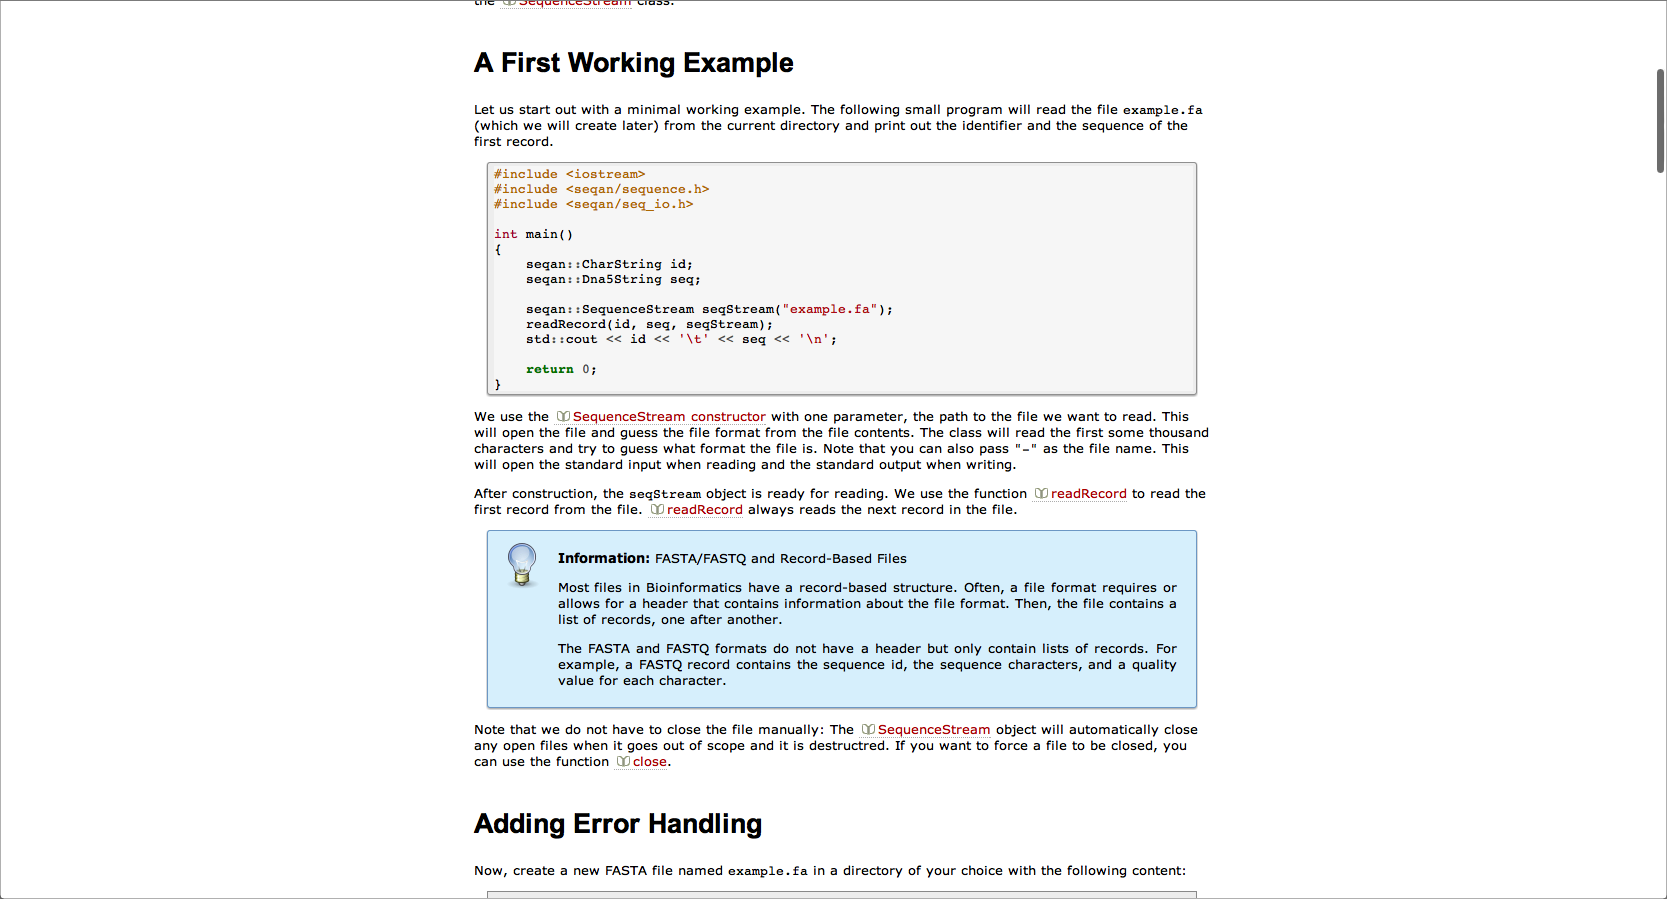 the SequenceStream class.
A First Working Example
Let us start out with a minimal working example. The following small program will read the file example.fa
(which we will create later) from the current directory and print out the identifier and the sequence of the
first record.
#include <iostream>
#include <seqan/sequence.h>
#include <seqan/seq_io.h>
int main()
{
    seqan::CharString id;
    seqan::Dna5String seq;
    seqan::SequenceStream seqStream("example.fa");
    readRecord(id, seq, seqStream);
    std::cout << id << '\t' << seq << '\n';
    return 0;
}
We use the SequenceStream constructor with one parameter, the path to the file we want to read. This
will open the file and guess the file format from the file contents. The class will read the first some thousand
characters and try to guess what format the file is. Note that you can also pass "-" as the file name. This
will open the standard input when reading and the standard output when writing.
After construction, the seqStream object is ready for reading. We use the function readRecord to read the
first record from the file. readRecord always reads the next record in the file.
Information: FASTA/FASTQ and Record-Based Files
Most files in Bioinformatics have a record-based structure. Often, a file format requires or
allows for a header that contains information about the file format. Then, the file contains a
list of records, one after another.
The FASTA and FASTQ formats do not have a header but only contain lists of records. For
example, a FASTQ record contains the sequence id, the sequence characters, and a quality
value for each character.
Note that we do not have to close the file manually: The SequenceStream object will automatically close
any open files when it goes out of scope and it is destructred. If you want to force a file to be closed, you
can use the function close.
Adding Error Handling
Now, create a new FASTA file named example.fa in a directory of your choice with the following content: